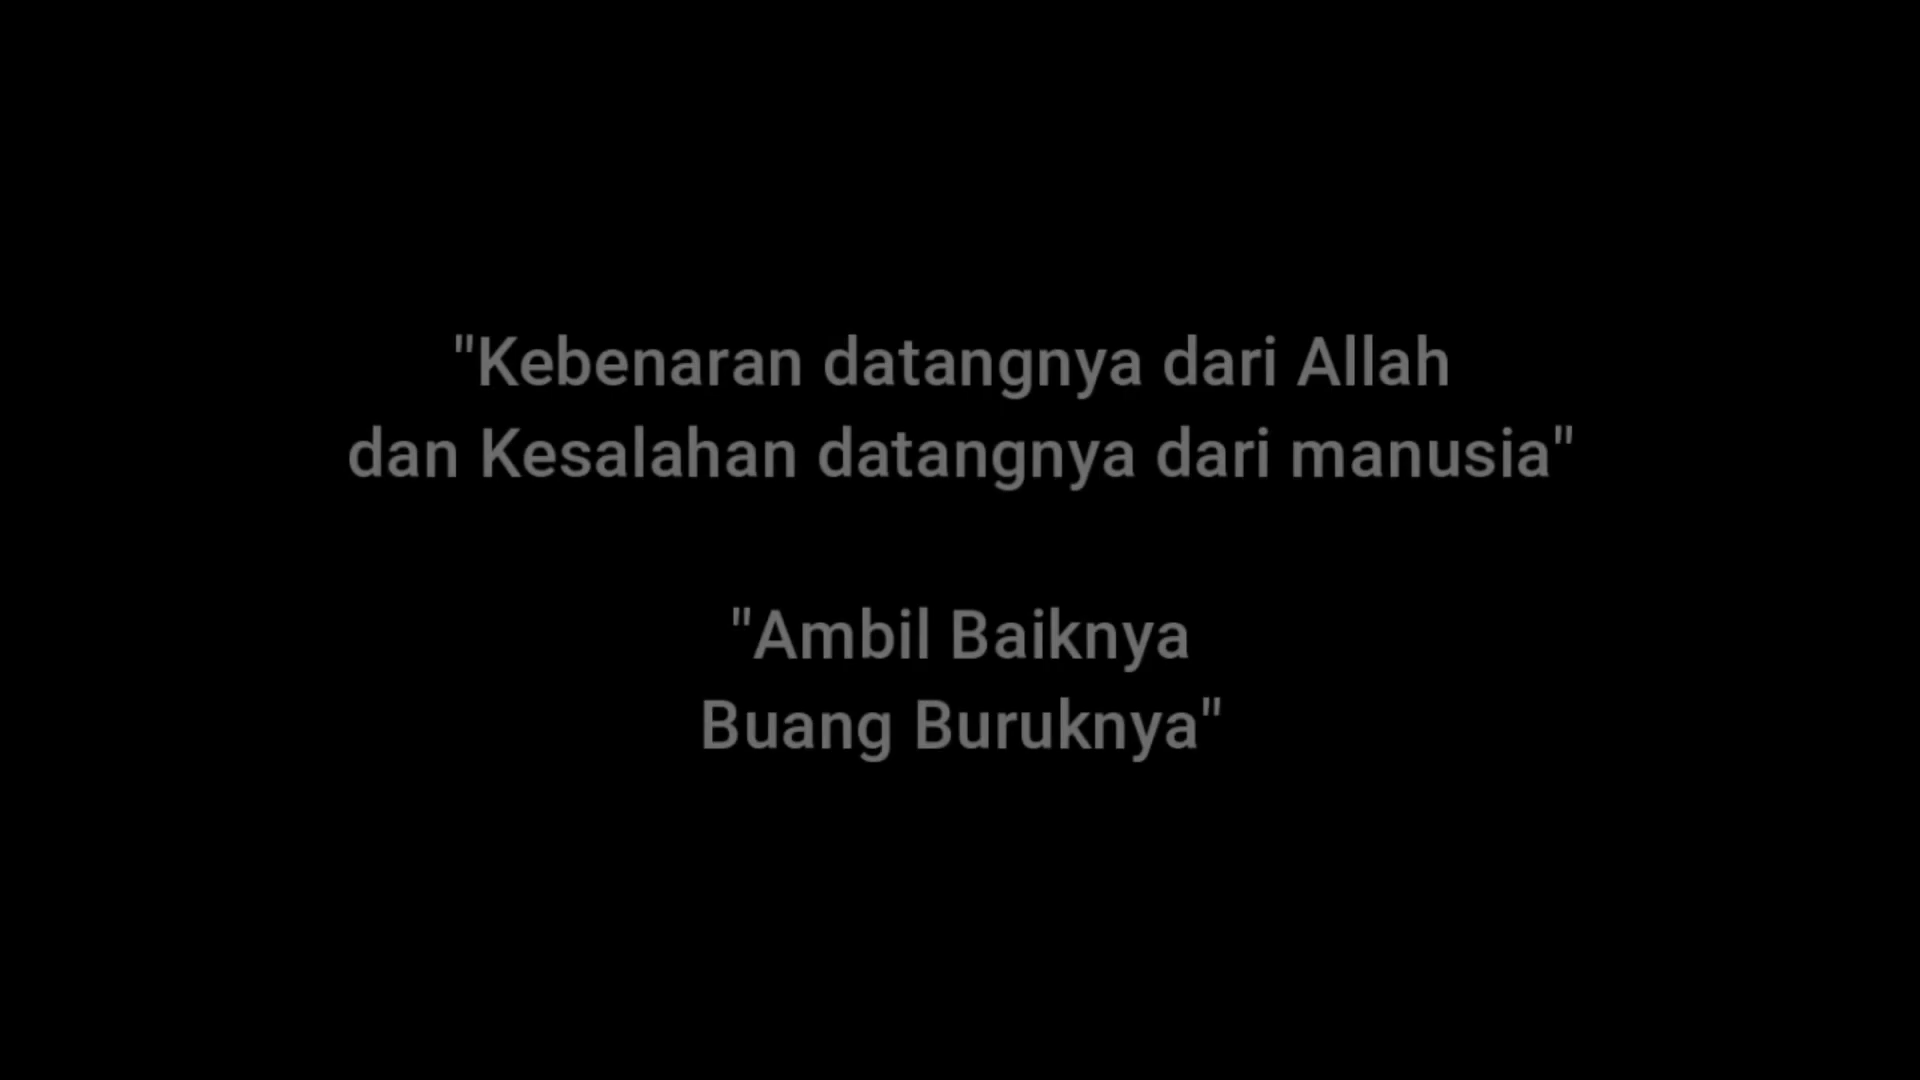 "Kebenaran datangnya dari Allah
dan Kesalahan datangnya dari manusia"
"Ambil Baiknya
Buang Buruknya"